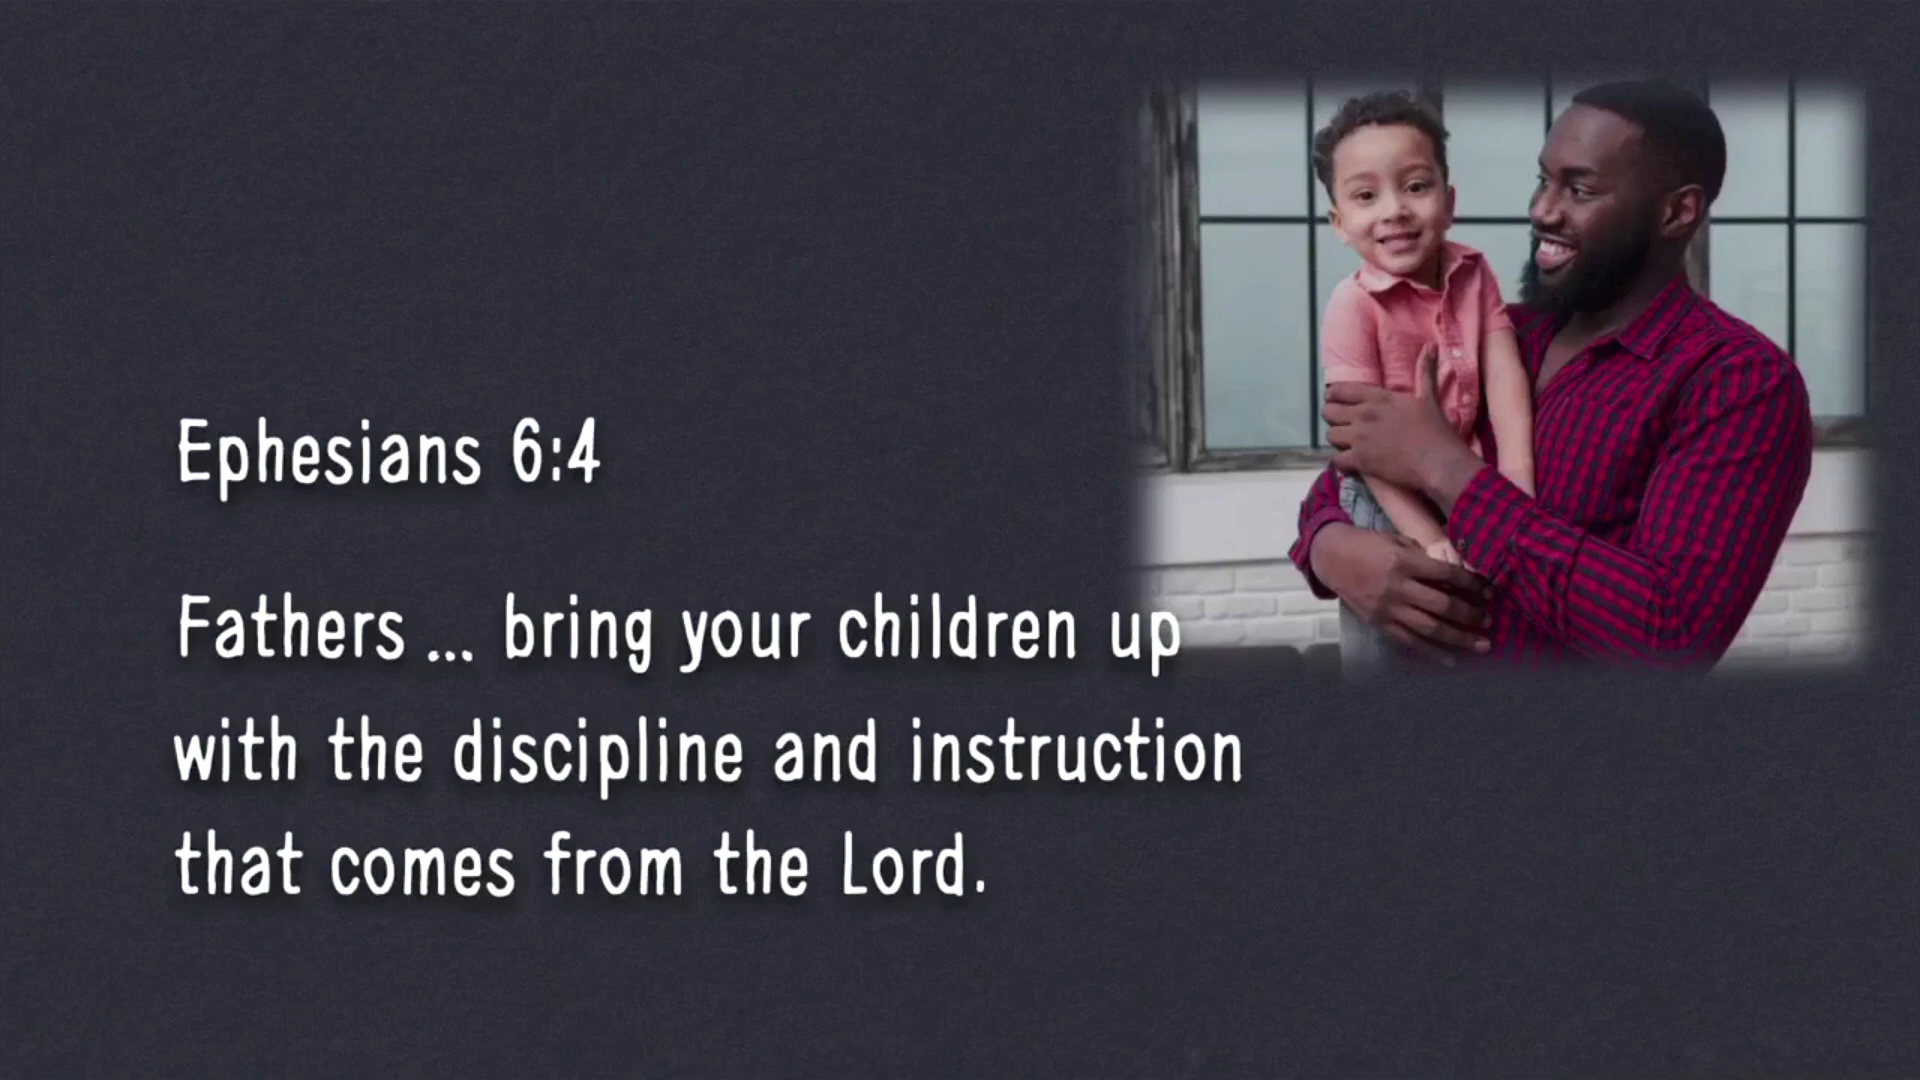 Ephesians 6:4
Fathers ... bring your children up
with the discipline and instruction
that comes from the Lord.